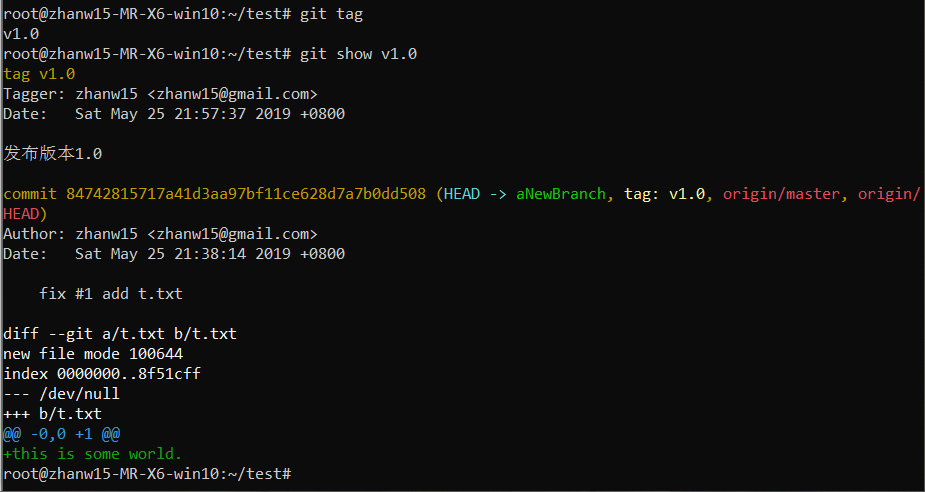 root@zhanw15-MR-X6-win10:~/test# git tag
v1.0
root@zhanw15-MR-X6-win10:~/test# git show v1.0
tag v1.0
Tagger: zhanw15 <zhanw15@gmail.com>
Date:   Sat May 25 21:57:37 2019 +0800

发布版本1.0

commit 84742815717a41d3aa97bf11ce628d7a7b0dd508 (HEAD -> aNewBranch, tag: v1.0, origin/master, origin/
HEAD)
Author: zhanw15 <zhanw15@gmail.com>
Date:   Sat May 25 21:38:14 2019 +0800

    fix #1 add t.txt

diff --git a/t.txt b/t.txt
new file mode 100644
index 0000000..8f51cff
--- /dev/null
+++ b/t.txt
@@ -0,0 +1 @@
+this is some world.
root@zhanw15-MR-X6-win10:~/test#